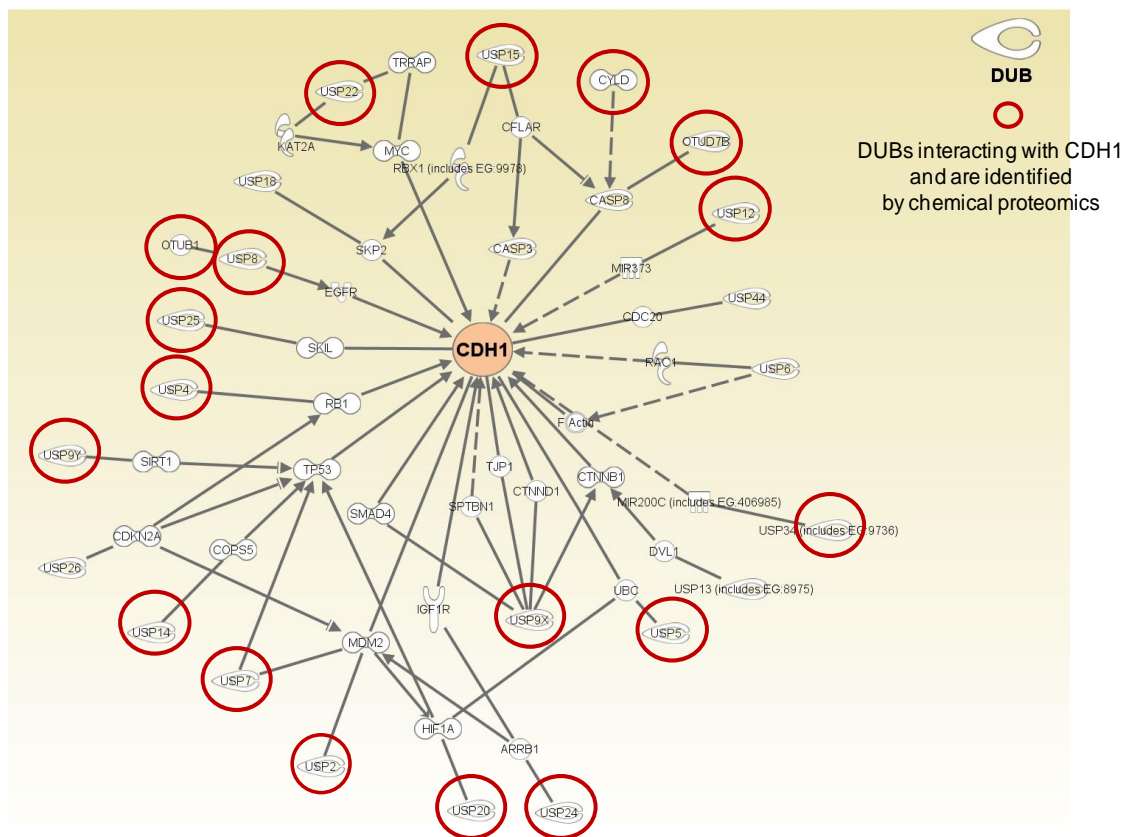 USP15
TRRAP
CYLD
USP22
DUB
CFLAR
KAT2A
MYC
OTUD7B
DUBs interacting with CDH1
and are identified
by chemical proteomics
RBX1 (includes EG:9978)
USP18
CASP8
USP12
OTUB1
USP8
SKP2
CASP3
MIR373
EGFR
USP44
USP25
CDC20
SKIL
CDH1
RAC1
USP6
USP4
RB1
F Actin
USP9Y
SIRT1
TP53
TJP1
CTNNB1
CTNND1
SPTBN1
MIR200C (includes EG:406985)
SMAD4
USP34 (includes EG:9736)
CDKN2A
COPS5
DVL1
USP26
UBC
USP13 (includes EG:8975)
IGF1R
USP9X
USP14
USP5
MDM2
USP7
HIF1A
ARRB1
USP2
USP20
USP24